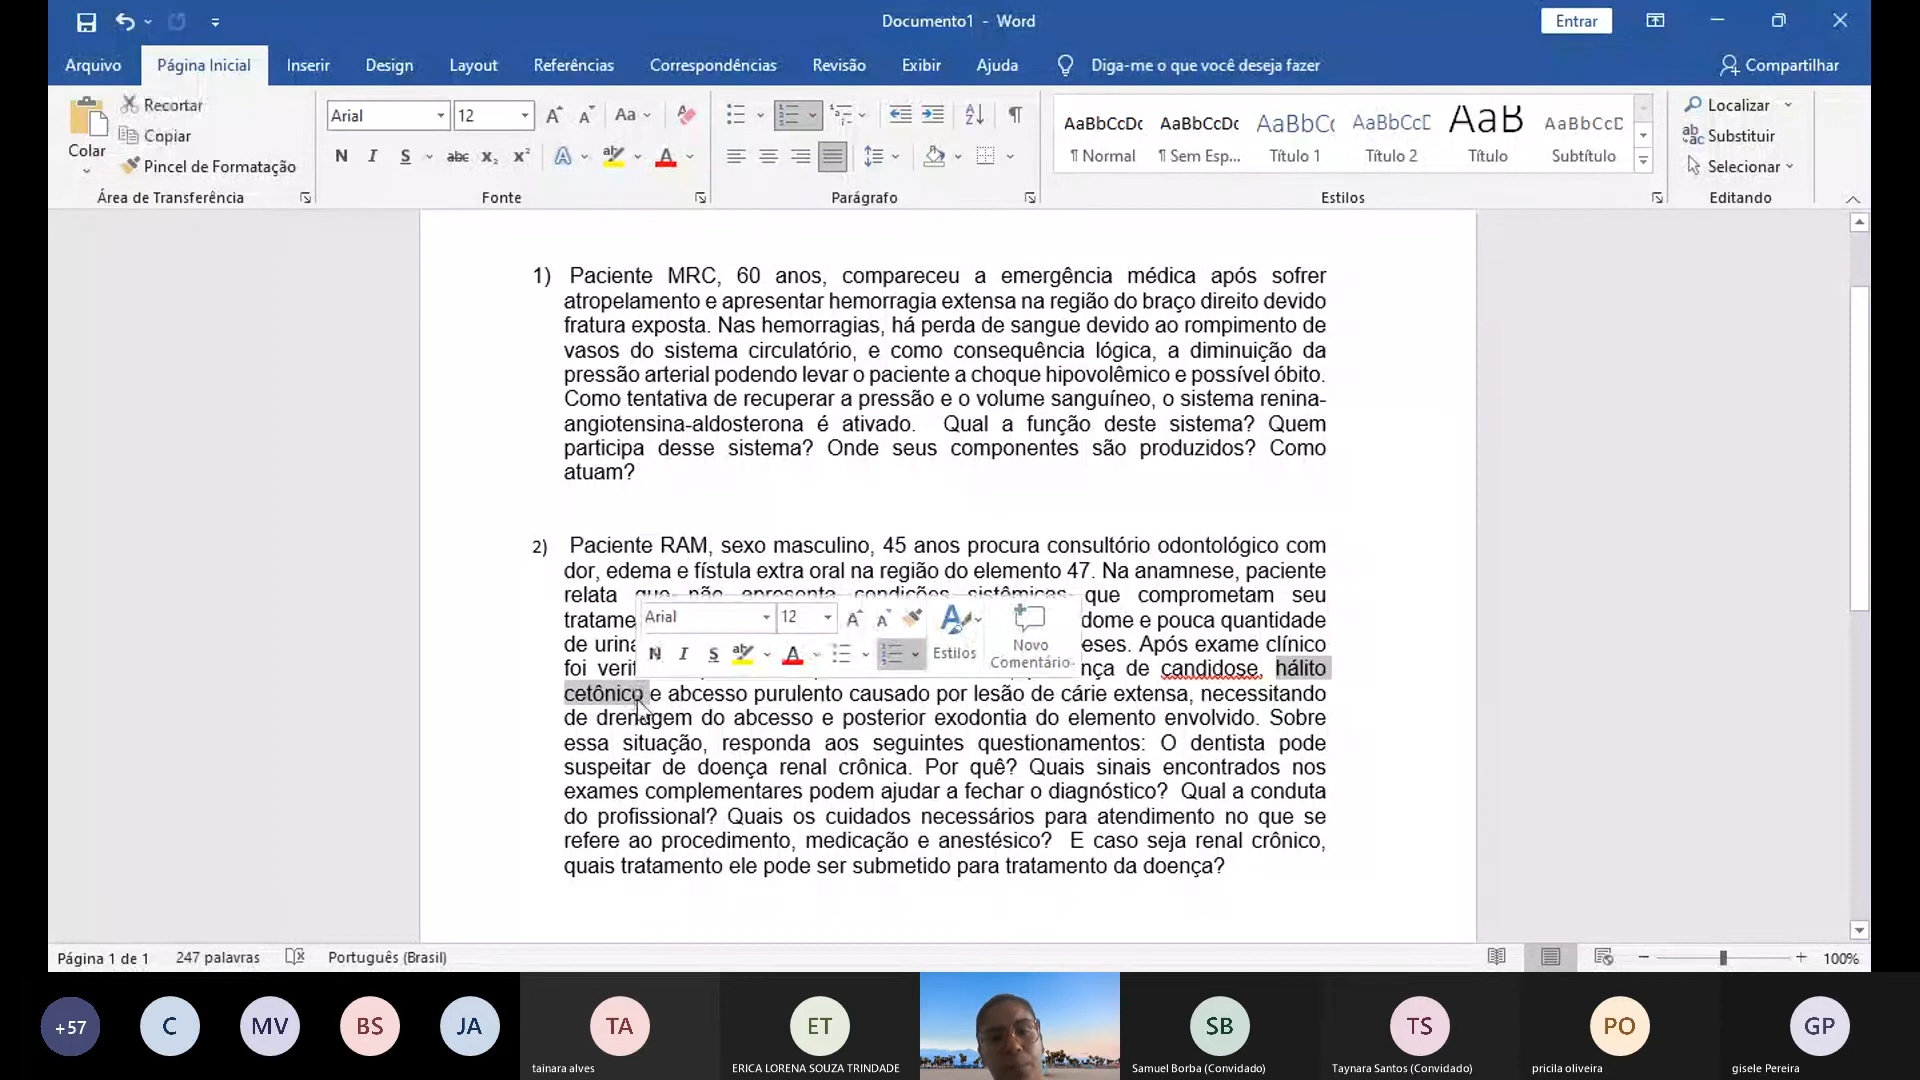 Documento1 - Word
Entrar
Arquivo Página Inicial Inserir Design Layout Referências Correspondências Revisão Exibir Ajuda Diga-me o que você deseja fazer Compartilhar
Colar
Recortar
Copiar
Pincel de Formatação
Área de Transferência
Arial 12
Fonte
Parágrafo
AaBbCcDc AaBbCcDc AaBbCc AaBbCcD AaB AaBbCcD
¶ Normal ¶ Sem Esp... Título 1 Título 2 Título Subtítulo
Estilos
Localizar
Substituir
Selecionar
Editando
1) Paciente MRC, 60 anos, compareceu a emergência médica após sofrer
atropelamento e apresentar hemorragia extensa na região do braço direito devido
fratura exposta. Nas hemorragias, há perda de sangue devido ao rompimento de
vasos do sistema circulatório, e como consequência lógica, a diminuição da
pressão arterial podendo levar o paciente a choque hipovolêmico e possível óbito.
Como tentativa de recuperar a pressão e o volume sanguíneo, o sistema renina-
angiotensina-aldosterona é ativado. Qual a função deste sistema? Quem
participa desse sistema? Onde seus componentes são produzidos? Como
atuam?
2) Paciente RAM, sexo masculino, 45 anos procura consultório odontológico com
dor, edema e fístula extra oral na região do elemento 47. Na anamnese, paciente
relata que não apresenta condições sistêmicas que comprometam seu
e pouca quantidade
Após exame clínico
foi de candidose, hálito
cetônico e abcesso purulento causado por lesão de cárie extensa, necessitando
de drenagem do abcesso e posterior exodontia do elemento envolvido. Sobre
essa situação, responda aos seguintes questionamentos: O dentista pode
suspeitar de doença renal crônica. Por quê? Quais sinais encontrados nos
exames complementares podem ajudar a fechar o diagnóstico? Qual a conduta
do profissional? Quais os cuidados necessários para atendimento no que se
refere ao procedimento, medicação e anestésico? E caso seja renal crônico,
quais tratamento ele pode ser submetido para tratamento da doença?
Arial 12
Estilos
Novo
Comentário
Página 1 de 1 247 palavras Português (Brasil) 100%
+57 C MV BS JA TA ET SB TS PO GP
tainara alves ERICA LORENA SOUZA TRINDADE Samuel Borba (Convidado) Taynara Santos (Convidado) pricila oliveira gisele Pereira